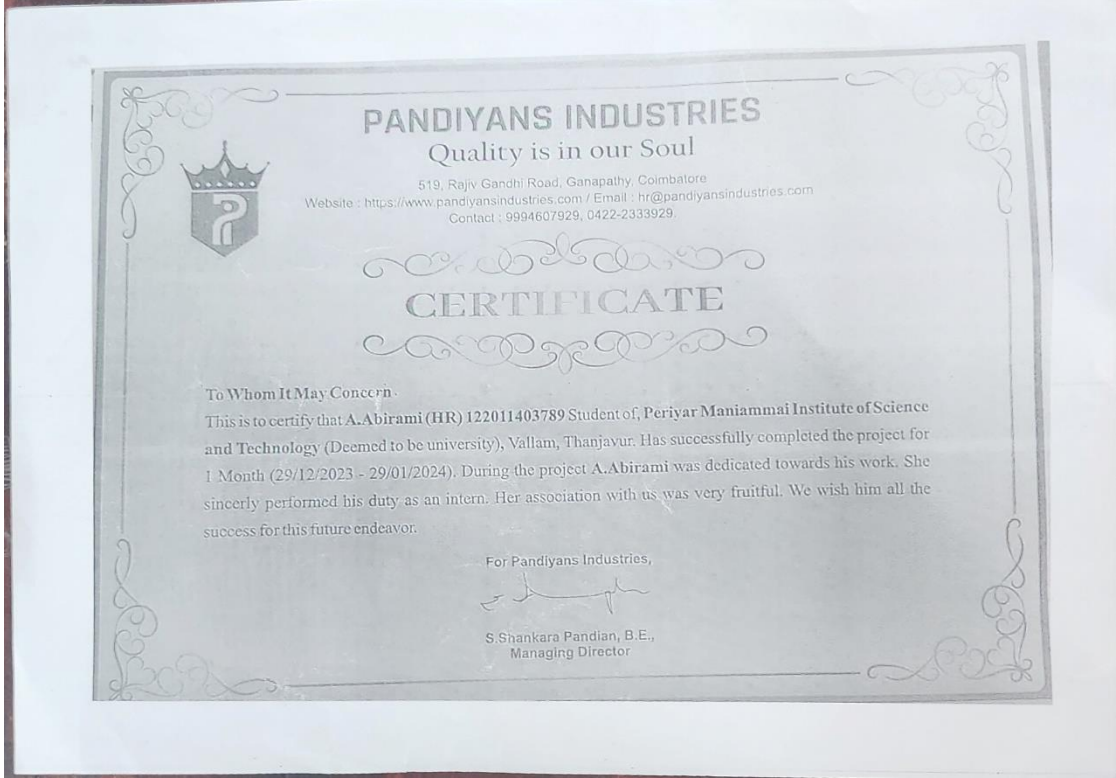 PANDIYANS INDUSTRIES
Quality is in our Soul
519, Rajiv Gandhi Road, Ganapathy, Coimbatore
Website : https://www.pandiyansindustries.com / Email : hr@pandiyansindustries.com
Contact : 9994607929, 0422-2333929.
CERTIFICATE
To Whom It May Concern.
This is to certify that A.Abirami (HR) 122011403789 Student of, Periyar Maniammai Institute of Science
and Technology (Deemed to be university), Vallam, Thanjavur. Has successfully completed the project for
1 Month (29/12/2023 - 29/01/2024). During the project A.Abirami was dedicated towards his work. She
sincerly performed his duty as an intern. Her association with us was very fruitful. We wish him all the
success for this future endeavor.
For Pandiyans Industries,
S.Shankara Pandian, B.E.,
Managing Director